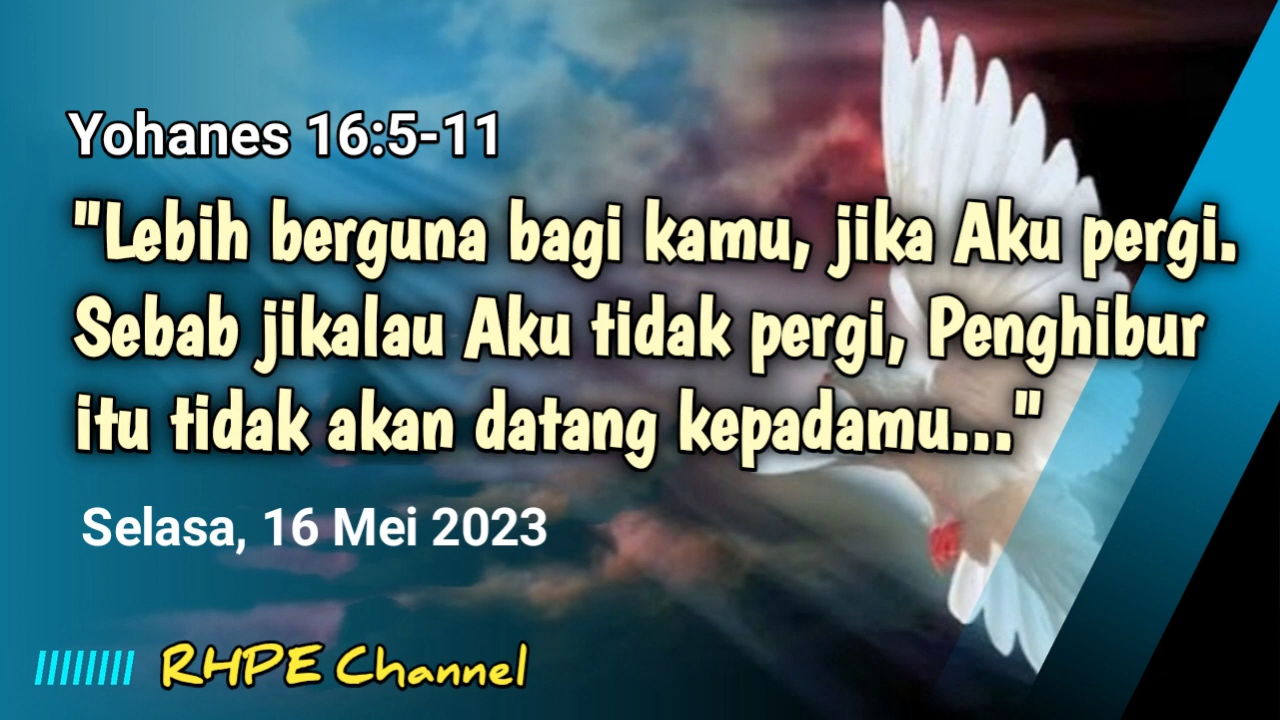 Yohanes 16:5-11
"Lebih berguna bagi kamu, jika Aku pergi.
Sebab jikalau Aku tidak pergi, Penghibur
itu tidak akan datang kepadamu..."
Selasa, 16 Mei 2023
RHPE Channel